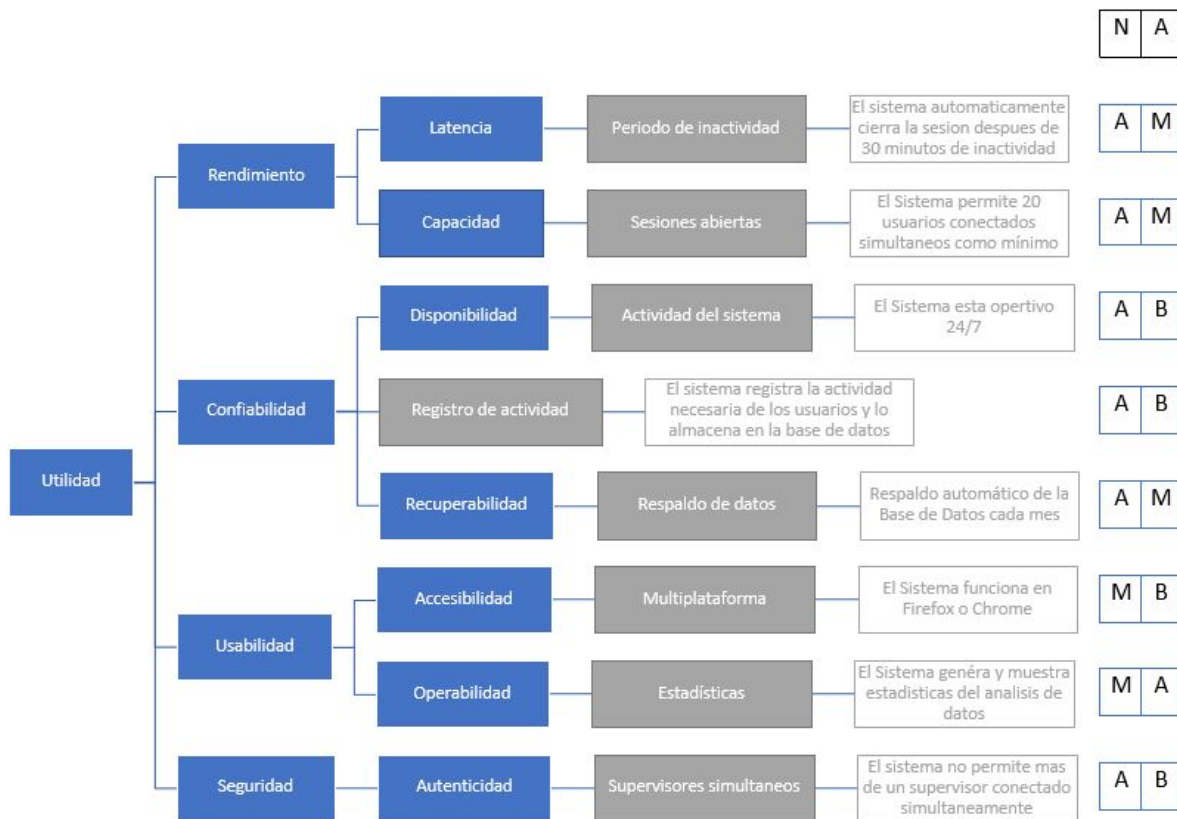 N A
Latencia
Periodo de inactividad
El sistema automaticamente
cierra la sesion despues de
30 minutos de inactividad
A M
Rendimiento
Capacidad
Sesiones abiertas
El Sistema permite 20
usuarios conectados
simultaneos como mínimo
A M
Disponibilidad
Actividad del sistema
El Sistema esta opertivo
24/7
A B
Confiabilidad
Registro de actividad
El sistema registra la actividad
necesaria de los usuarios y lo
almacena en la base de datos
A B
Utilidad
Recuperabilidad
Respaldo de datos
Respaldo automático de la
Base de Datos cada mes
A M
Accesibilidad
Multiplataforma
El Sistema funciona en
Firefox o Chrome
M B
Usabilidad
Operabilidad
Estadísticas
El Sistema genéra y muestra
estadisticas del analisis de
datos
M A
Seguridad
Autenticidad
Supervisores simultaneos
El sistema no permite mas
de un supervisor conectado
simultaneamente
A B